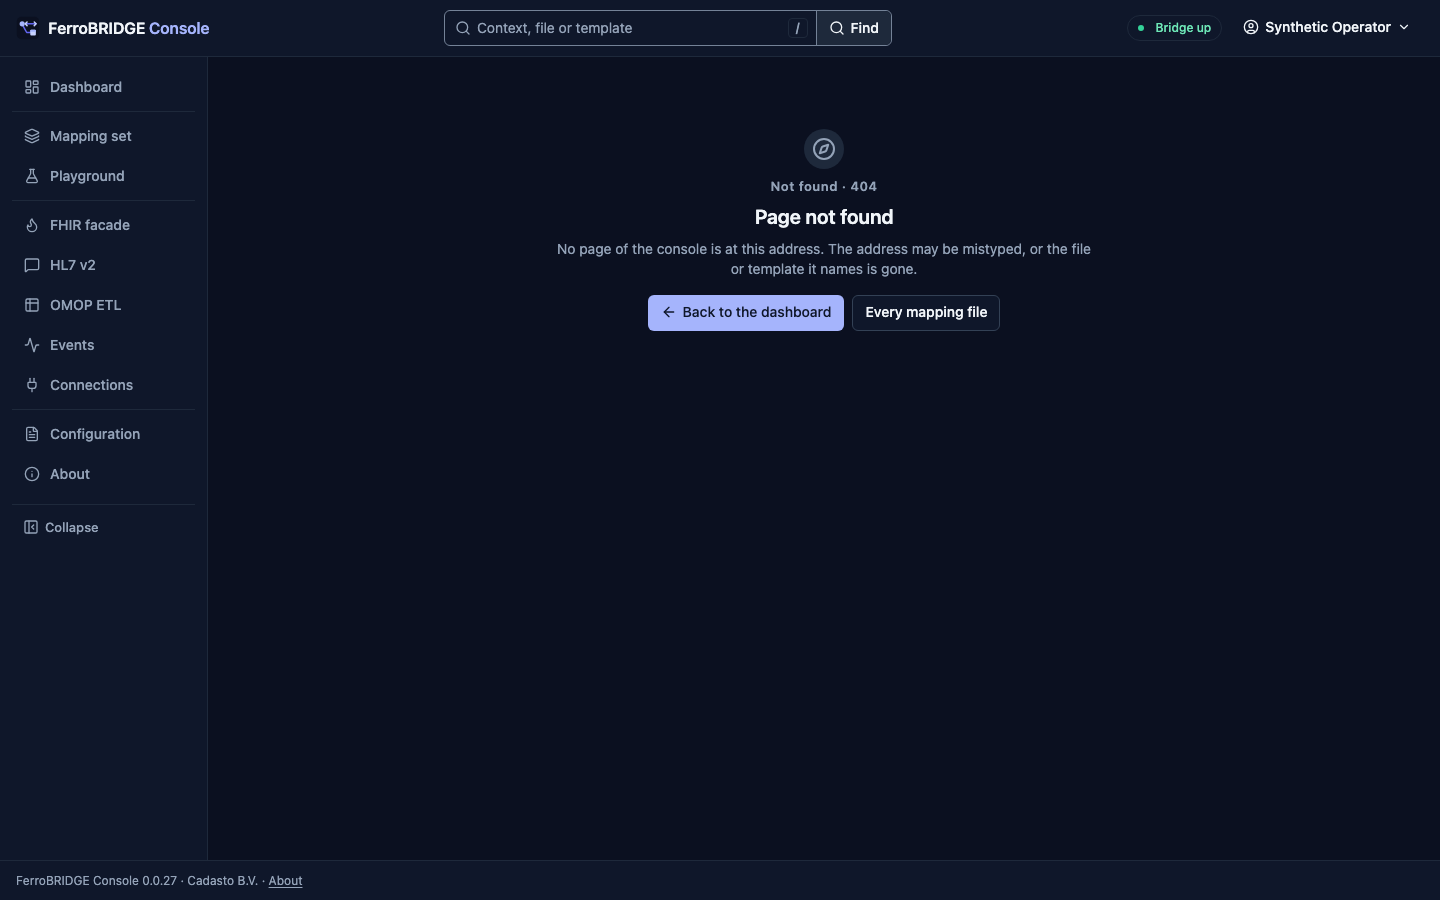 FerroBRIDGE Console
Context, file or template
/
Find
Bridge up
Synthetic Operator
Dashboard
Mapping set
Playground
FHIR facade
HL7 v2
OMOP ETL
Events
Connections
Configuration
About
Collapse
Not found · 404
Page not found
No page of the console is at this address. The address may be mistyped, or the file
or template it names is gone.
Back to the dashboard
Every mapping file
FerroBRIDGE Console 0.0.27 · Cadasto B.V. · About